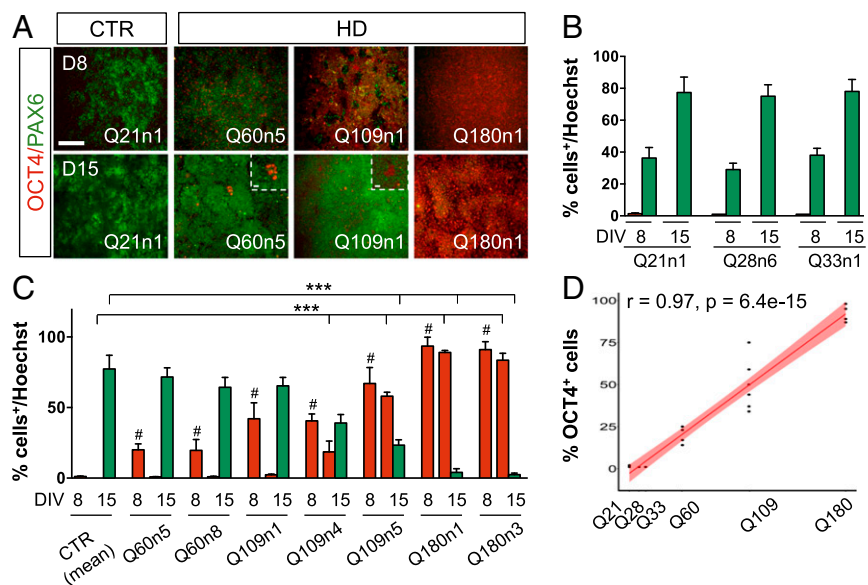 A
CTR HD
OCT4/PAX6
D8
Q21n1 Q60n5 Q109n1 Q180n1
D15
Q21n1 Q60n5 Q109n1 Q180n1
B
% cells⁺/Hoechst
100
80
60
40
20
0
DIV 8 15 8 15 8 15
Q21n1 Q28n6 Q33n1
C
***
***
% cells⁺/Hoechst
100
50
0
# # # # # # #
DIV 8 15 8 15 8 15 8 15 8 15 8 15 8 15 8 15
CTR (mean) Q60n5 Q60n8 Q109n1 Q109n4 Q109n5 Q180n1 Q180n3
D
r = 0.97, p = 6.4e-15
% OCT4⁺ cells
100
75
50
25
0
Q21 Q28 Q33 Q60 Q109 Q180